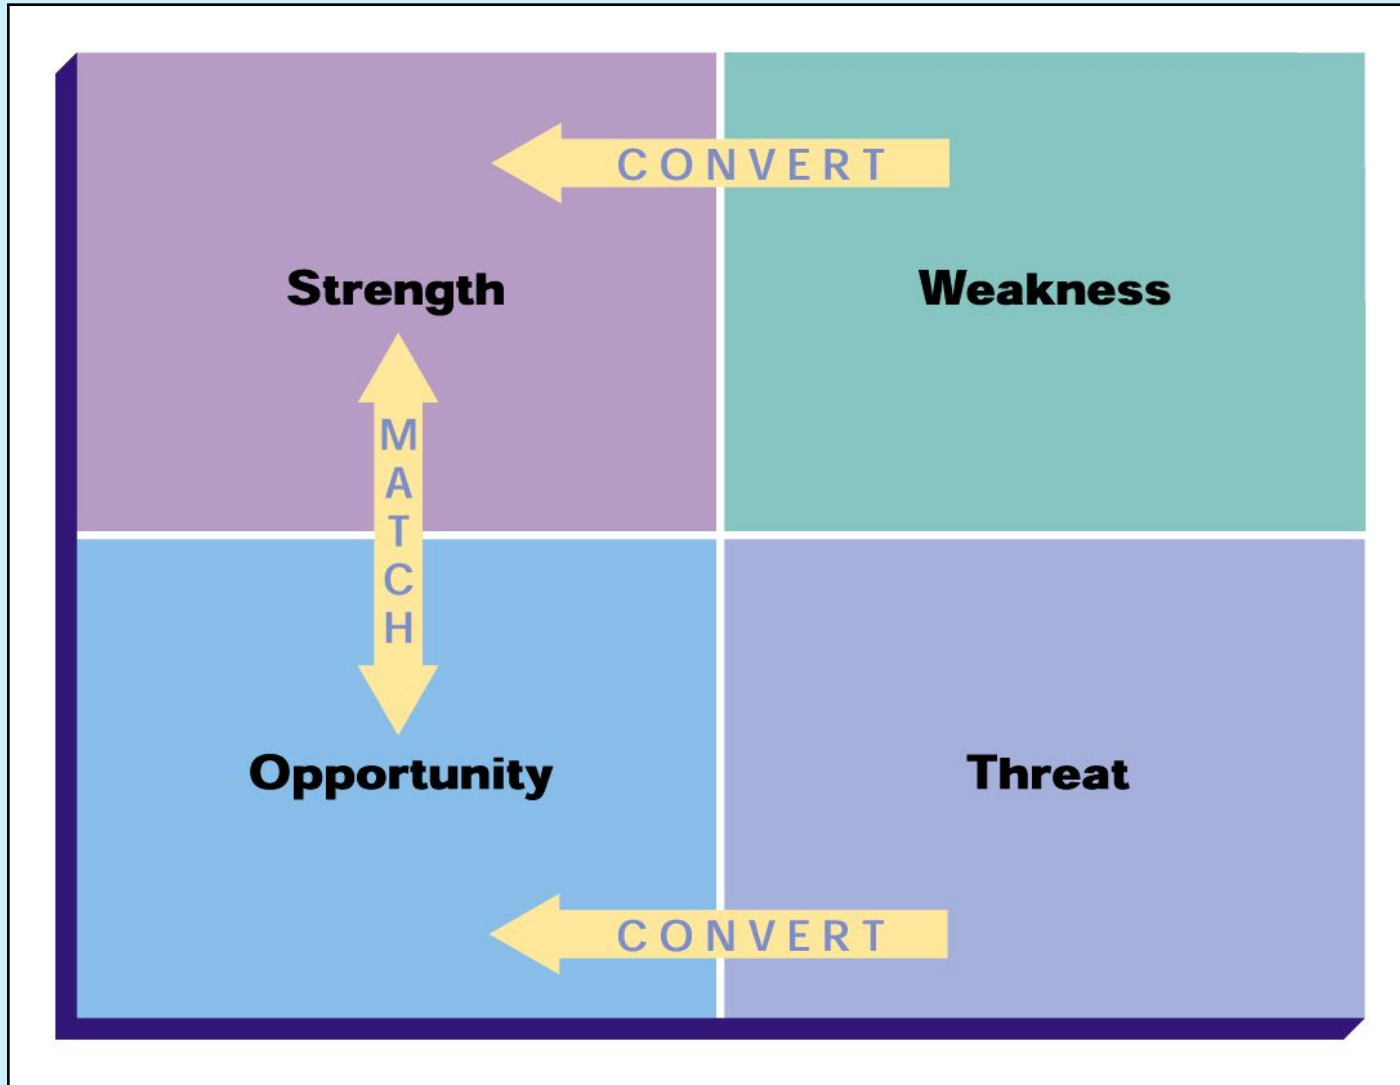 CONVERT
Strength
Weakness
MATCH
Opportunity
Threat
CONVERT